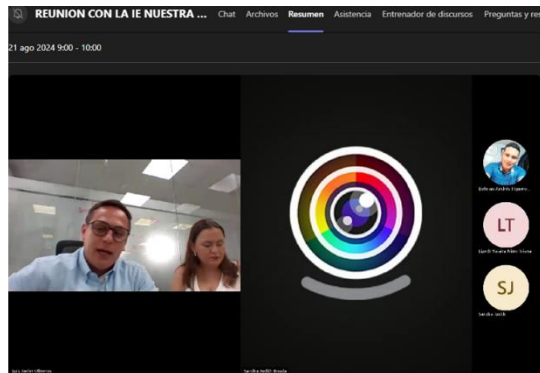 REUNION CON LA IE NUESTRA ... Chat Archivos Resumen Asistencia Entrenador de discursos Preguntas y res
21 ago 2024 9:00 - 10:00
LT
SJ